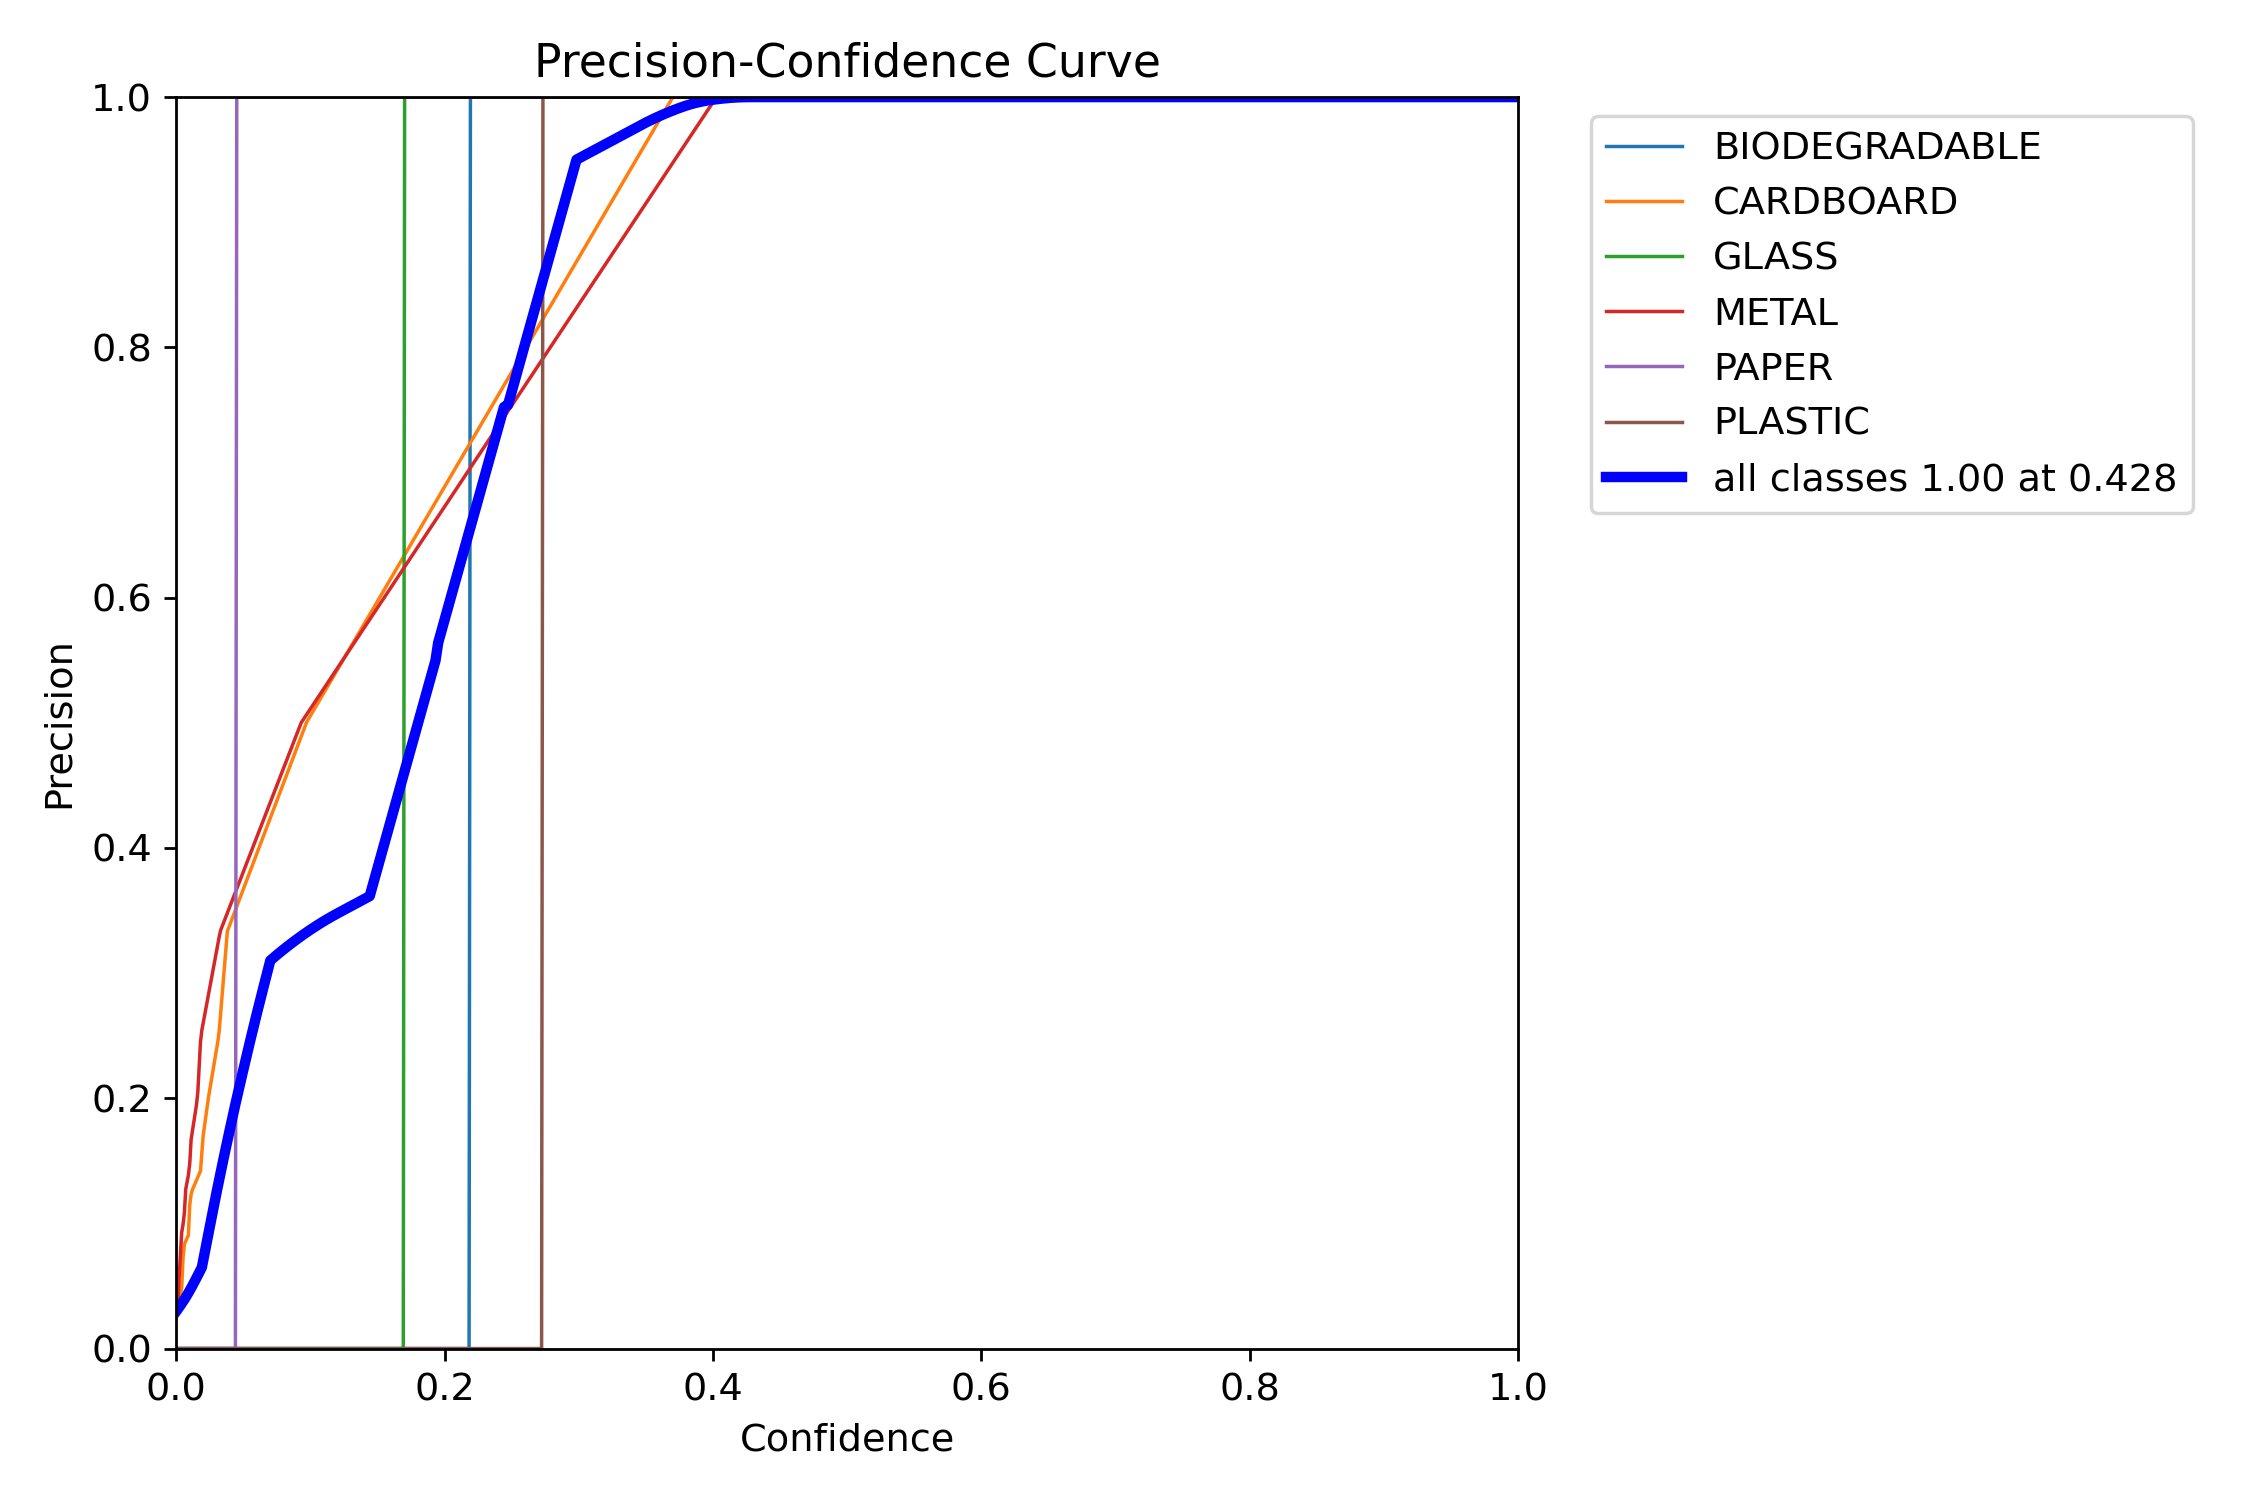 Precision-Confidence Curve
1.0
0.8
0.6
0.4
0.2
0.0
Precision
0.0 0.2 0.4 0.6 0.8 1.0
Confidence
BIODEGRADABLE
CARDBOARD
GLASS
METAL
PAPER
PLASTIC
all classes 1.00 at 0.428